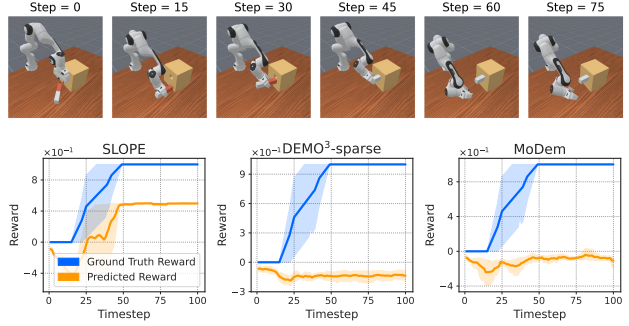 Step = 0 Step = 15 Step = 30 Step = 45 Step = 60 Step = 75
SLOPE
×10⁻¹
8
4
0
−4
Reward
Ground Truth Reward
Predicted Reward
0 25 50 75 100
Timestep
DEMO³-sparse
×10⁻¹
9
6
3
0
−3
Reward
0 25 50 75 100
Timestep
MoDem
×10⁻¹
8
4
0
−4
Reward
0 25 50 75 100
Timestep